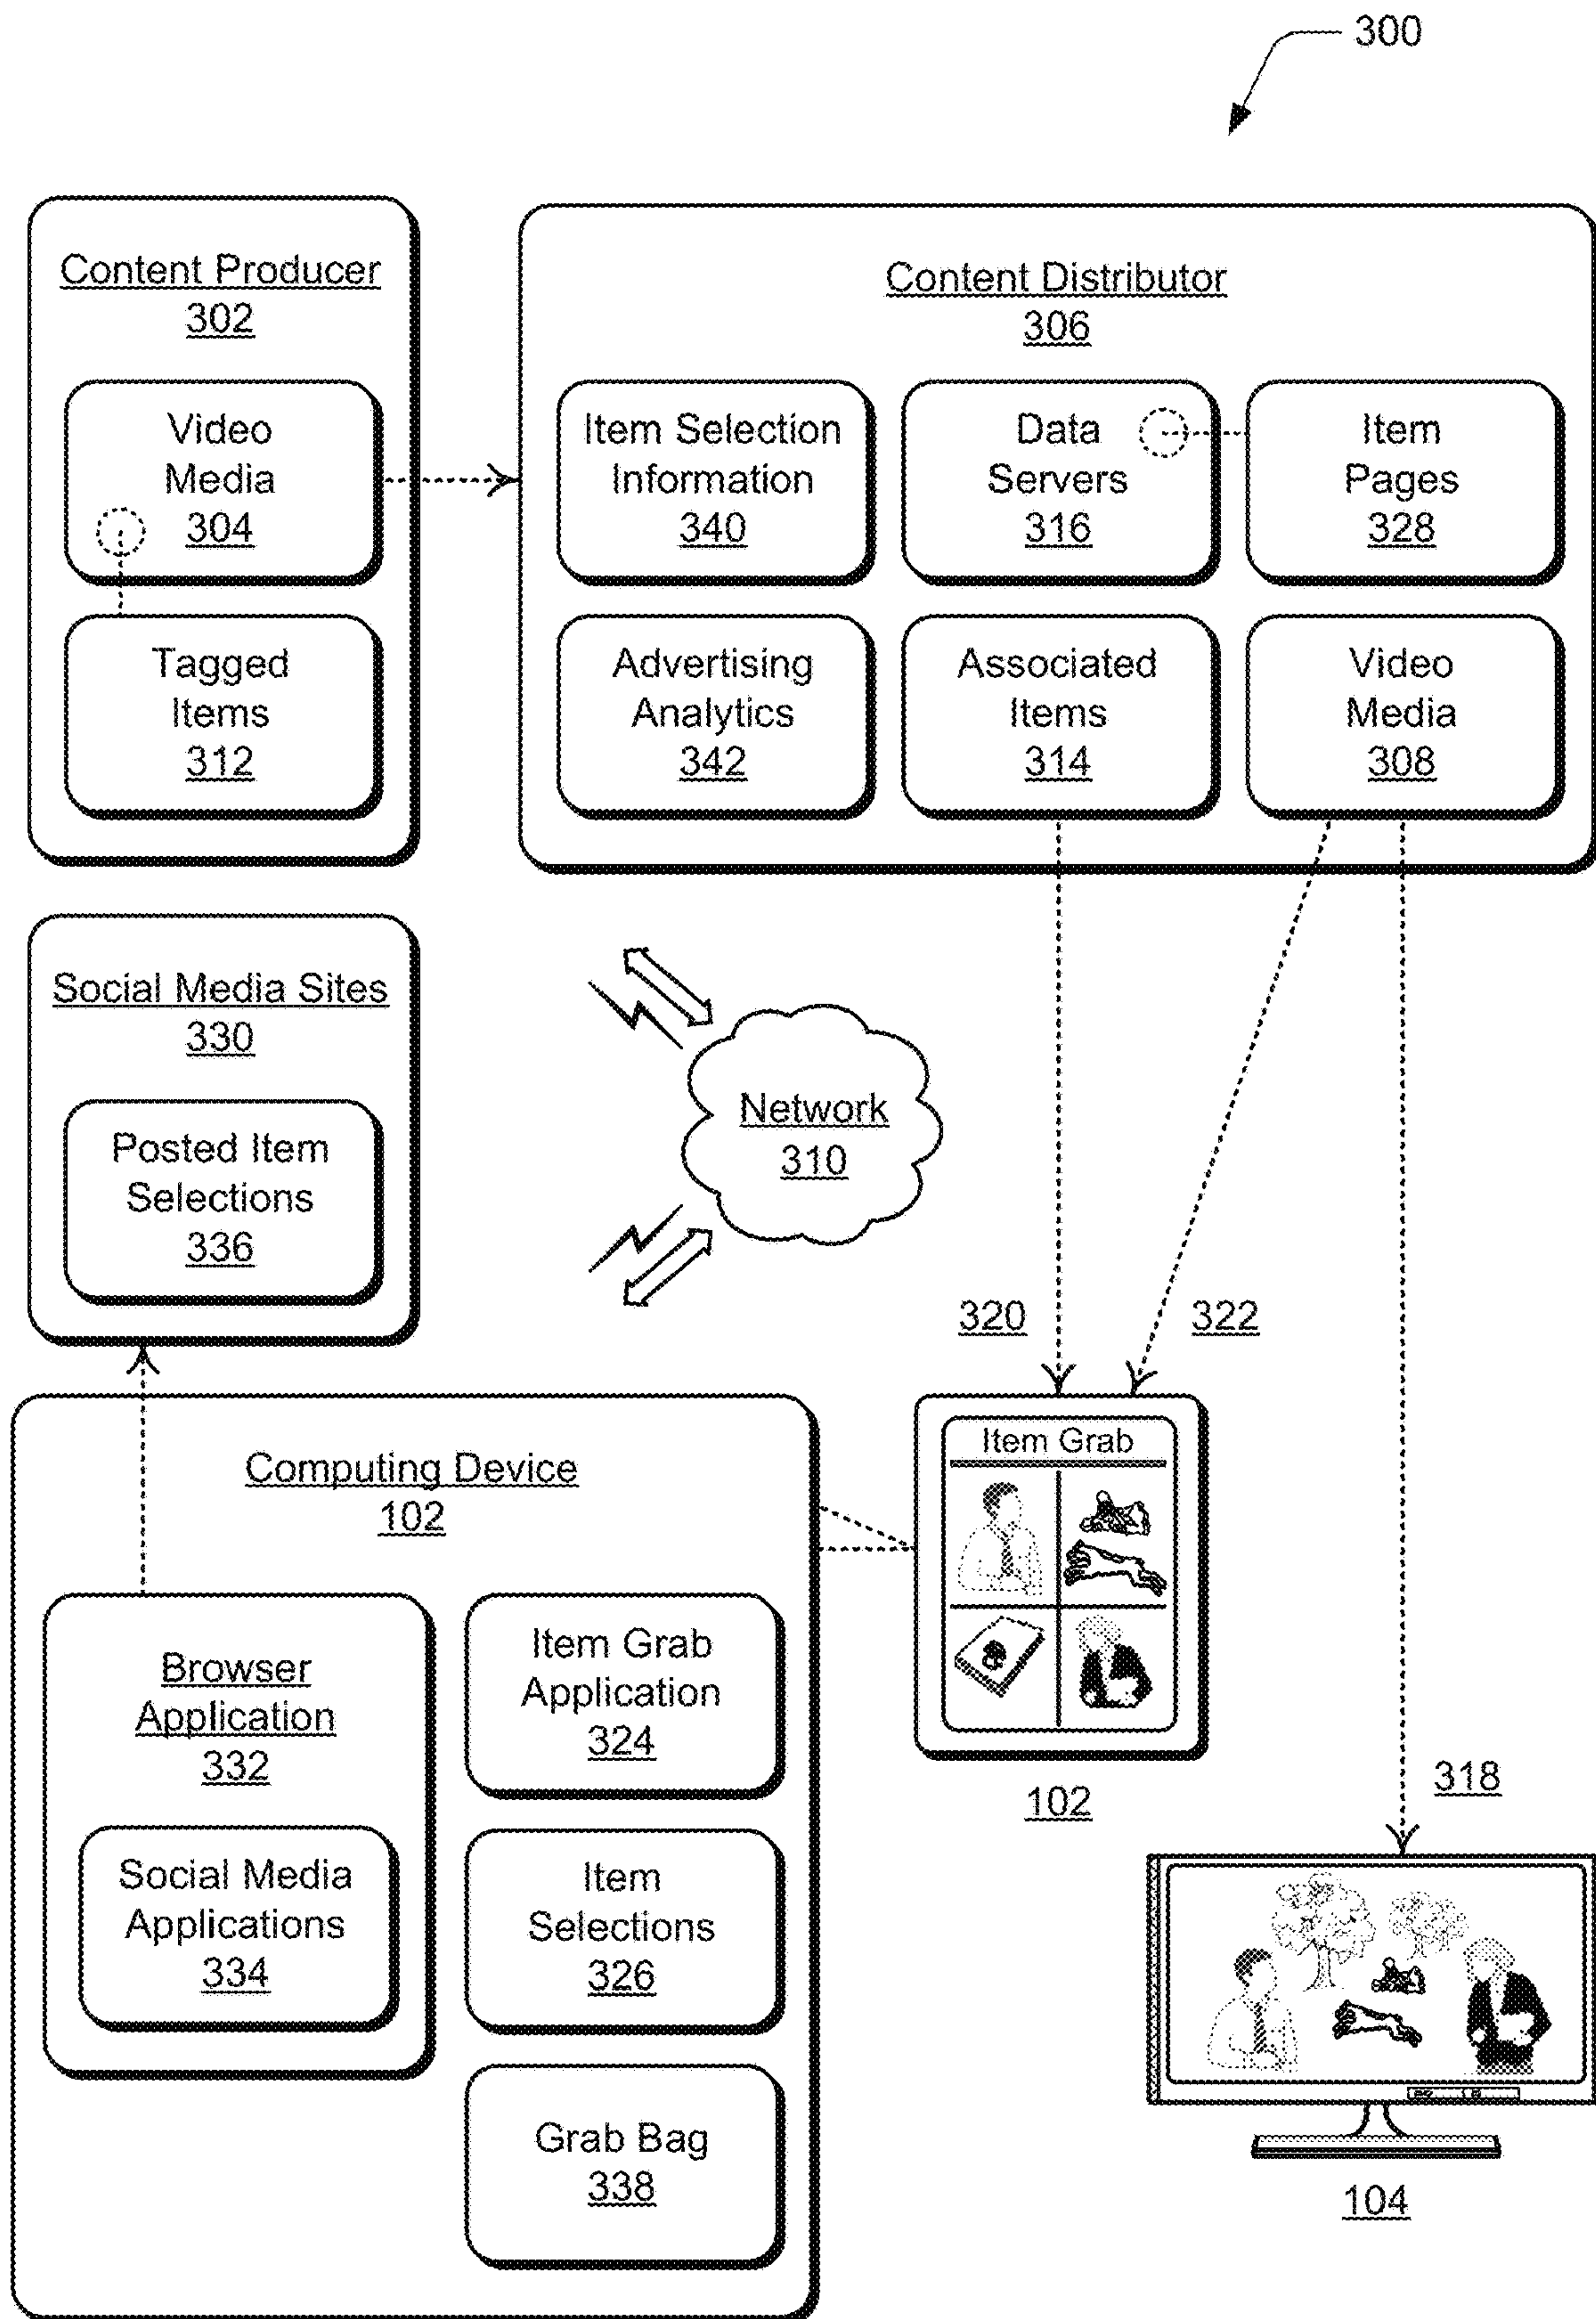 300
Content Producer
302
Video
Media
304
Tagged
Items
312
Content Distributor
306
Item Selection
Information
340
Data
Servers
316
Item
Pages
328
Advertising
Analytics
342
Associated
Items
314
Video
Media
308
Social Media Sites
330
Posted Item
Selections
336
Network
310
320
322
Computing Device
102
Browser
Application
332
Social Media
Applications
334
Item Grab
Application
324
Item
Selections
326
Grab Bag
338
Item Grab
102
318
104